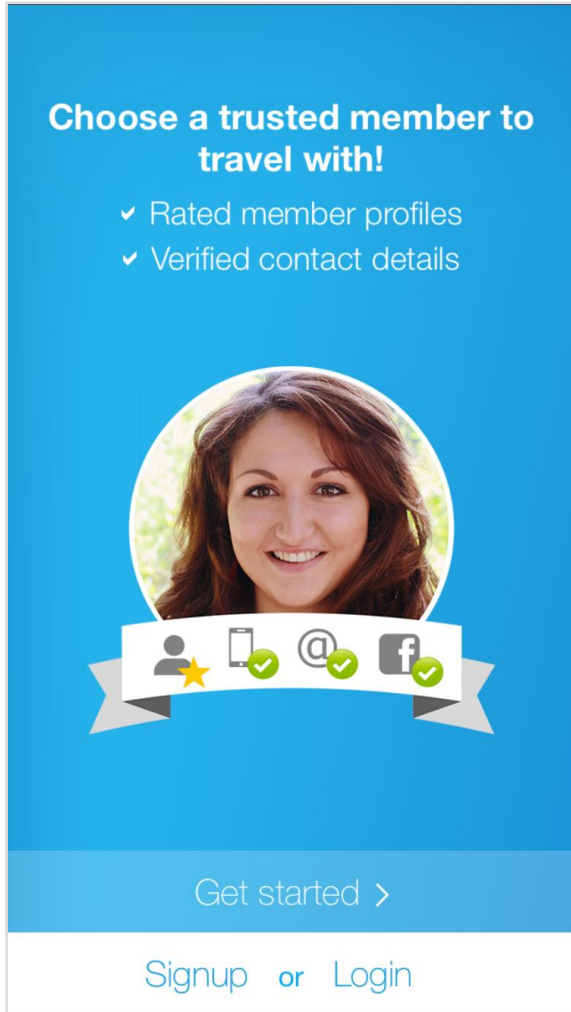 Choose a trusted member to
travel with!
Rated member profiles
Verified contact details
@
f
Get started >
Signup or Login